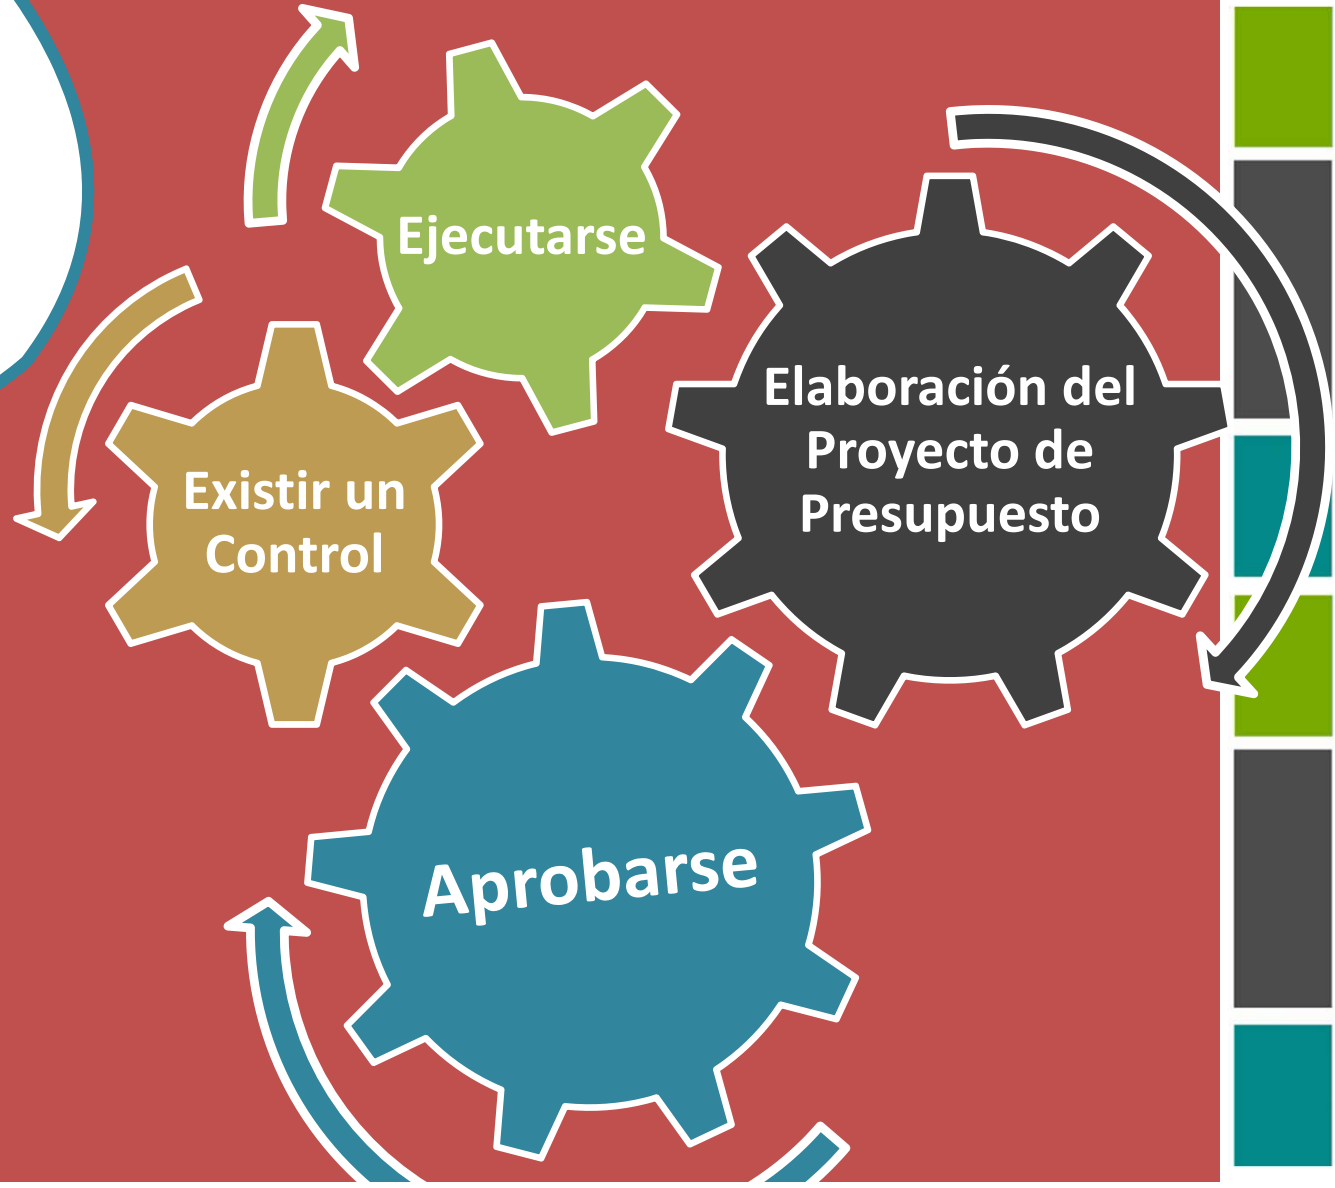 Ejecutarse
Elaboración del
Proyecto de
Presupuesto
Existir un
Control
Aprobarse